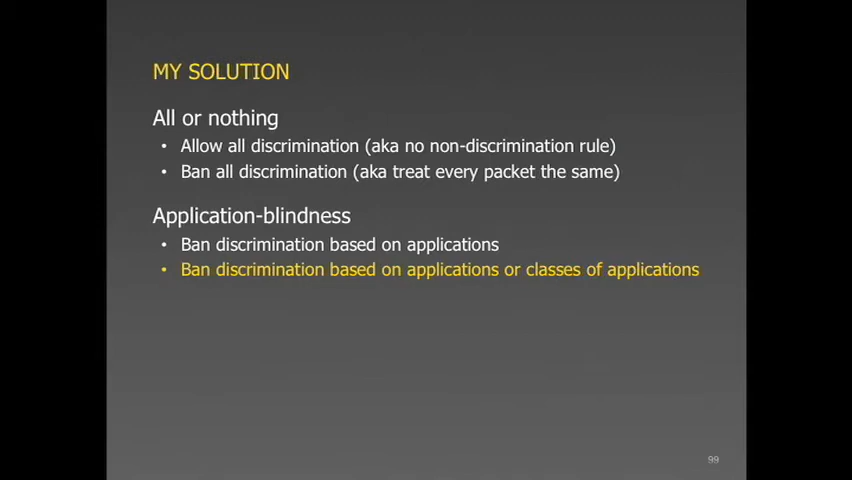 MY SOLUTION
All or nothing
• Allow all discrimination (aka no non-discrimination rule)
• Ban all discrimination (aka treat every packet the same)
Application-blindness
• Ban discrimination based on applications
• Ban discrimination based on applications or classes of applications
99